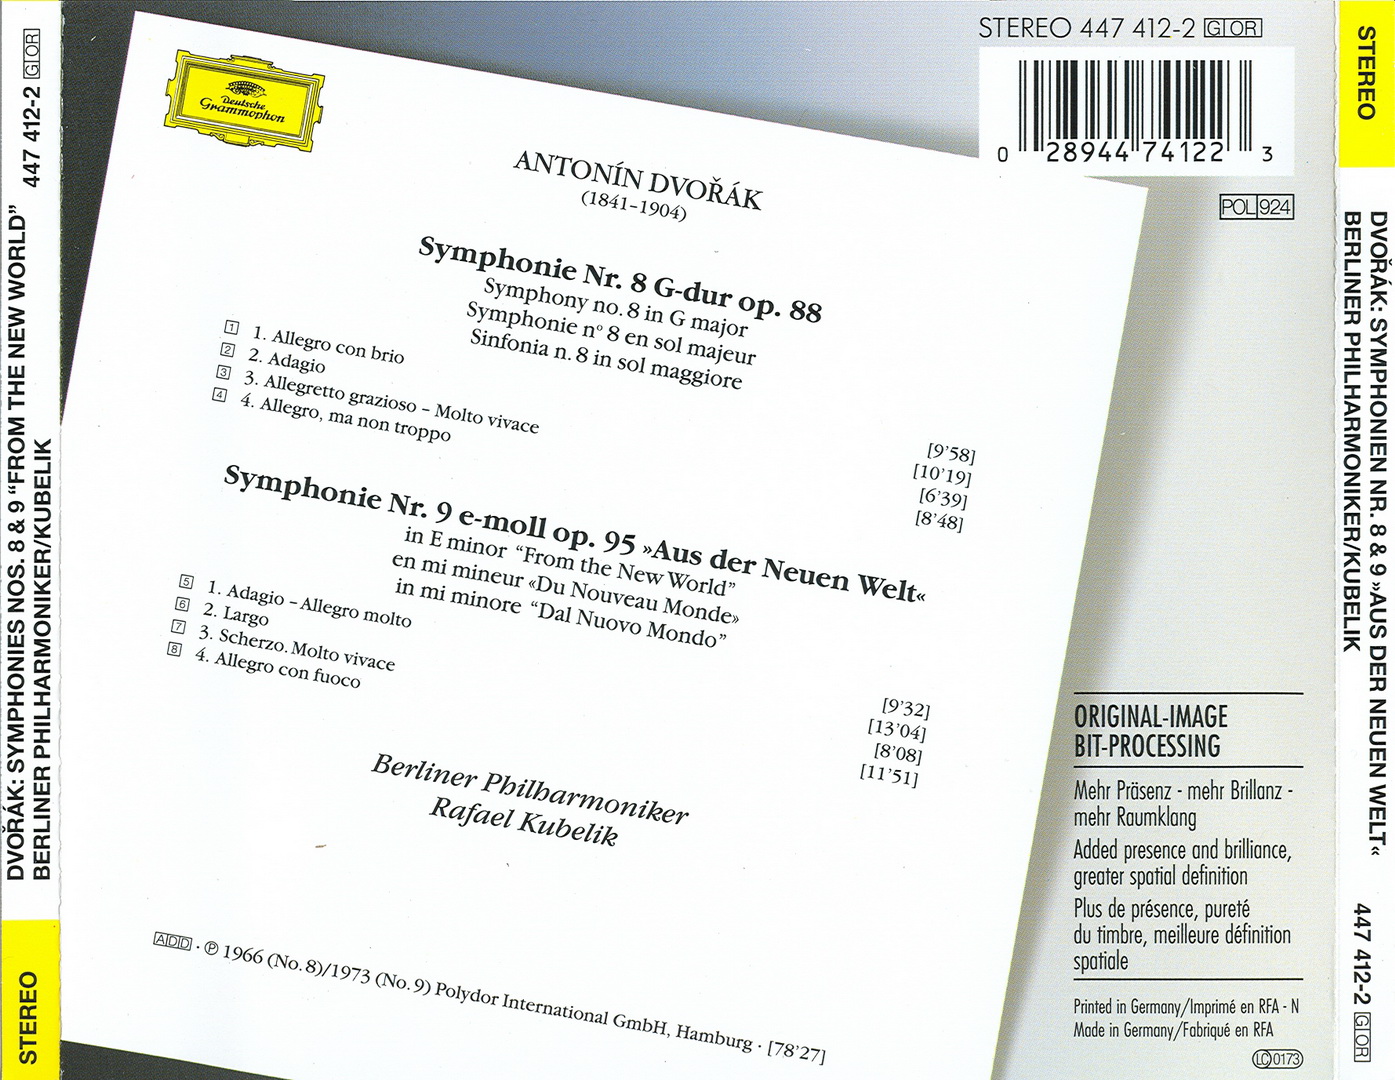 DVOŘÁK: SYMPHONIES NOS. 8 & 9 “FROM THE NEW WORLD” 447 412-2 G OR
BERLINER PHILHARMONIKER/KUBELIK
STEREO
Deutsche
Grammophon
STEREO 447 412-2 G OR
0 28944 74122 3
POL 924
ANTONÍN DVOŘÁK
(1841–1904)
Symphonie Nr. 8 G-dur op. 88
Symphony no. 8 in G major
Symphonie nº 8 en sol majeur
Sinfonia n. 8 in sol maggiore
1 1. Allegro con brio [9’58]
2 2. Adagio [10’19]
3 3. Allegretto grazioso – Molto vivace [6’39]
4 4. Allegro, ma non troppo [8’48]
Symphonie Nr. 9 e-moll op. 95 »Aus der Neuen Welt«
in E minor “From the New World”
en mi mineur «Du Nouveau Monde»
in mi minore “Dal Nuovo Mondo”
5 1. Adagio – Allegro molto [9’32]
6 2. Largo [13’04]
7 3. Scherzo. Molto vivace [8’08]
8 4. Allegro con fuoco [11’51]
Berliner Philharmoniker
Rafael Kubelik
ADD · ℗ 1966 (No. 8)/1973 (No. 9) Polydor International GmbH, Hamburg · [78’27]
ORIGINAL-IMAGE
BIT-PROCESSING
Mehr Präsenz - mehr Brillanz -
mehr Raumklang
Added presence and brilliance,
greater spatial definition
Plus de présence, pureté
du timbre, meilleure définition
spatiale
Printed in Germany/Imprimé en RFA - N
Made in Germany/Fabriqué en RFA
LC 0173
STEREO
DVOŘÁK: SYMPHONIEN NR. 8 & 9 »AUS DER NEUEN WELT« 447 412-2 G OR
BERLINER PHILHARMONIKER/KUBELIK